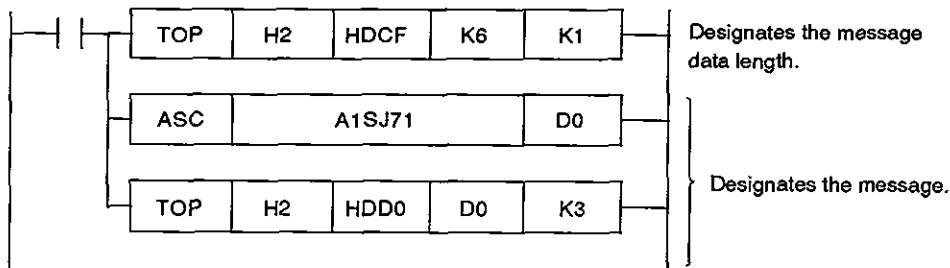 TOP H2 HDCF K6 K1
Designates the message
data length.
ASC A1SJ71 D0
Designates the message.
TOP H2 HDD0 D0 K3